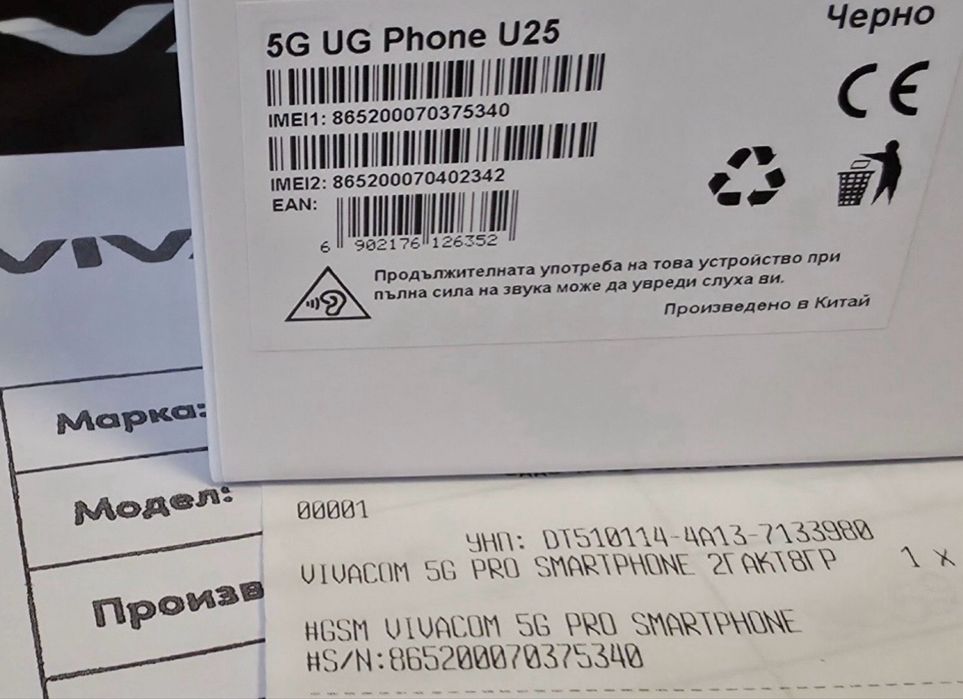 Черно
5G UG Phone U25
IMEI1: 865200070375340
IMEI2: 865200070402342
EAN:
6 902176 126352
CE
Продължителната употреба на това устройство при
пълна сила на звука може да увреди слуха ви.
Произведено в Китай
VIVA
Марка:
Модел:
Произв
00001
УНП: DT510114-4A13-7133980
VIVACOM 5G PRO SMARTPHONE 2ГАКТ8ГР 1 x
#GSM VIVACOM 5G PRO SMARTPHONE
#S/N:865200070375340